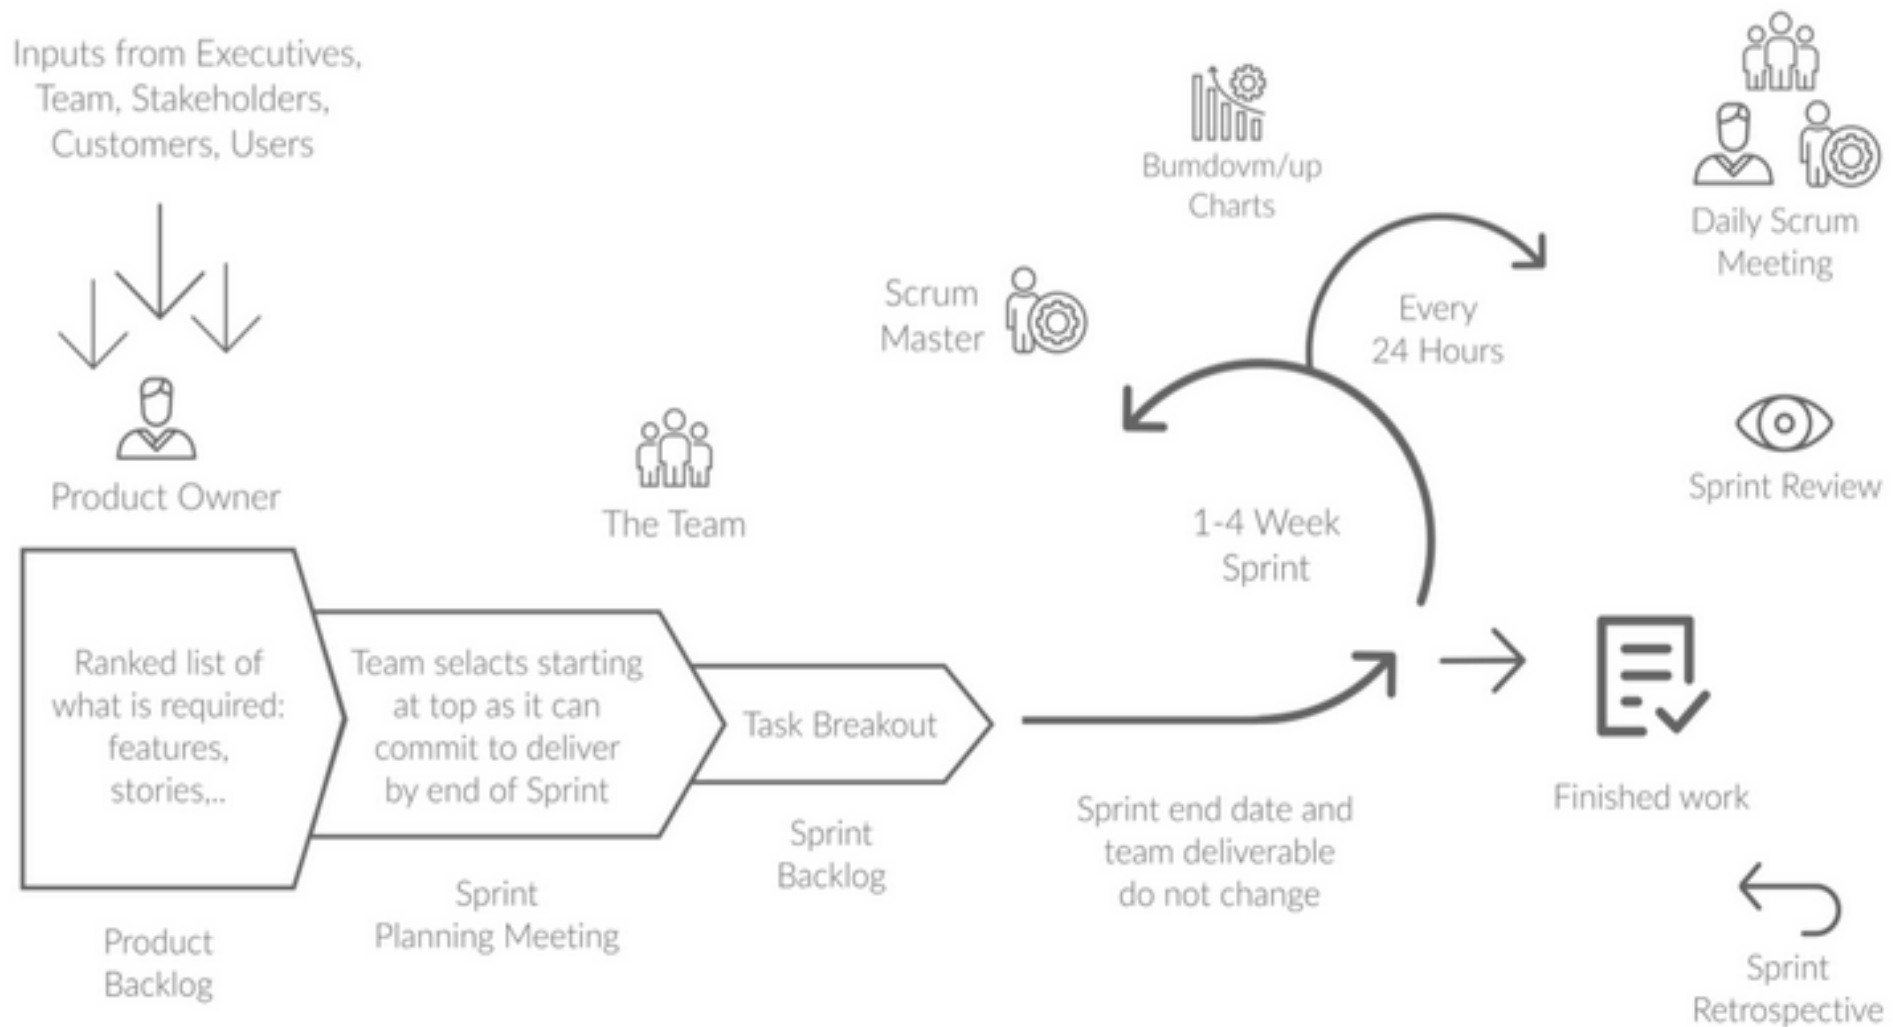 Inputs from Executives,
Team, Stakeholders,
Customers, Users
Product Owner
Ranked list of
what is required:
features,
stories,..
Product
Backlog
The Team
Team selacts starting
at top as it can
commit to deliver
by end of Sprint
Sprint
Planning Meeting
Task Breakout
Sprint
Backlog
Scrum
Master
Bumdovm/up
Charts
Every
24 Hours
1-4 Week
Sprint
Sprint end date and
team deliverable
do not change
Daily Scrum
Meeting
Sprint Review
Finished work
Sprint
Retrospective